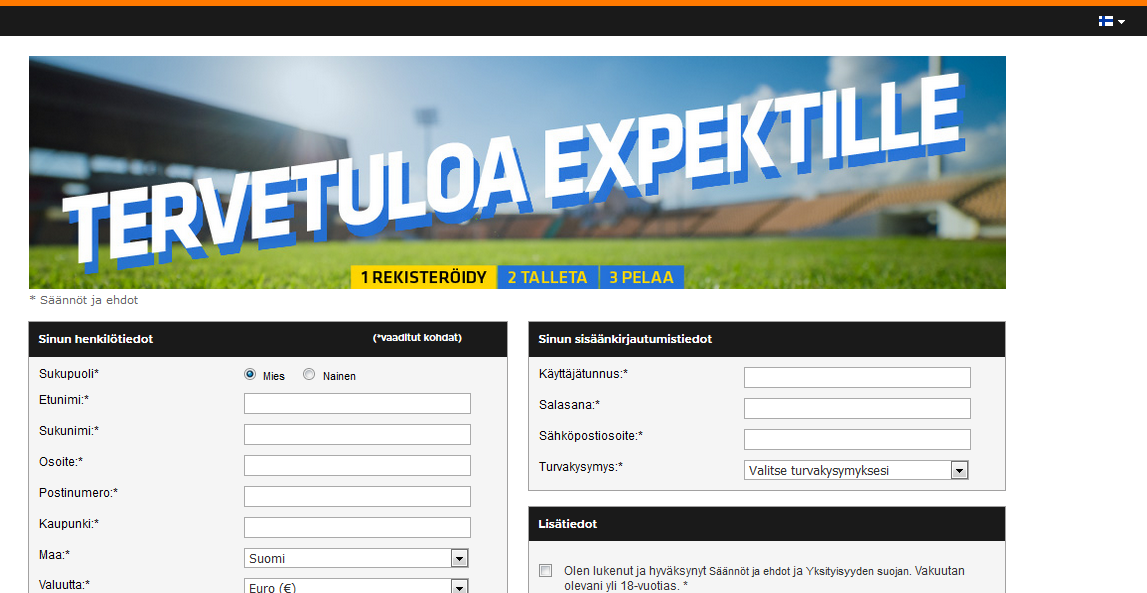 TERVETULOA EXPEKTILLE
1 REKISTERÖIDY 2 TALLETA 3 PELAA
* Säännöt ja ehdot
Sinun henkilötiedot (*vaaditut kohdat)
Sukupuoli* Mies Nainen
Etunimi:*
Sukunimi:*
Osoite:*
Postinumero:*
Kaupunki:*
Maa:* Suomi
Valuutta:* Euro (€)
Sinun sisäänkirjautumistiedot
Käyttäjätunnus:*
Salasana:*
Sähköpostiosoite:*
Turvakysymys:* Valitse turvakysymyksesi
Lisätiedot
Olen lukenut ja hyväksynyt Säännöt ja ehdot ja Yksityisyyden suojan. Vakuutan
olevani yli 18-vuotias. *